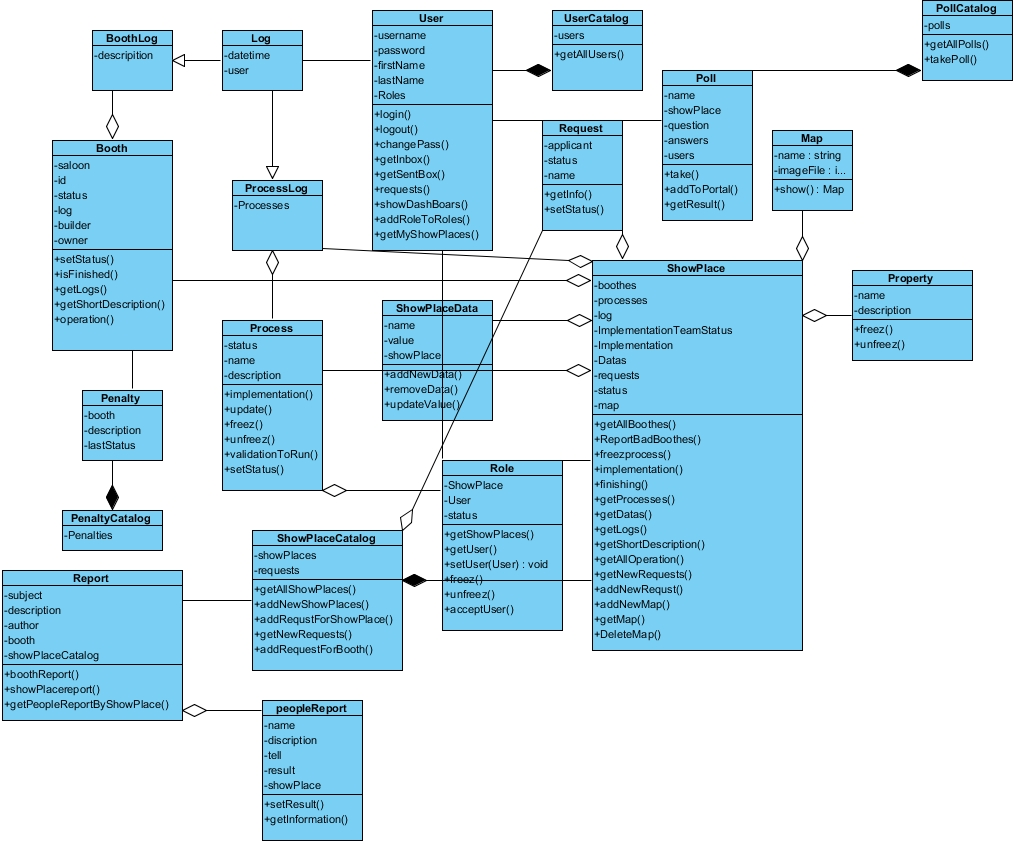 PollCatalog
-polls
+getAllPolls()
+takePoll()
User
-username
-password
-firstName
-lastName
-Roles
+login()
+logout()
+changePass()
+getInbox()
+getSentBox()
+requests()
+showDashBoars()
+addRoleToRoles()
+getMyShowPlaces()
UserCatalog
-users
+getAllUsers()
BoothLog
-descripition
Log
-datetime
-user
Poll
-name
-showPlace
-question
-answers
-users
+take()
+addToPortal()
+getResult()
Request
-applicant
-status
-name
+getInfo()
+setStatus()
Map
-name : string
-imageFile : i...
+show() : Map
Booth
-saloon
-id
-status
-log
-builder
-owner
+setStatus()
+isFinished()
+getLogs()
+getShortDescription()
+operation()
ProcessLog
-Processes
ShowPlace
-boothes
-processes
-log
-ImplementationTeamStatus
-Implementation
-Datas
-requests
-status
-map
+getAllBoothes()
+ReportBadBoothes()
+freezprocess()
+implementation()
+finishing()
+getProcesses()
+getDatas()
+getLogs()
+getShortDescription()
+getAllOperation()
+getNewRequests()
+addNewRequst()
+addNewMap()
+getMap()
+DeleteMap()
Property
-name
-description
+freez()
+unfreez()
ShowPlaceData
-name
-value
-showPlace
+addNewData()
+removeData()
+updateValue()
Process
-status
-name
-description
+implementation()
+update()
+freez()
+unfreez()
+validationToRun()
+setStatus()
Penalty
-booth
-description
-lastStatus
Role
-ShowPlace
-User
-status
+getShowPlaces()
+getUser()
+setUser(User) : void
+freez()
+unfreez()
+acceptUser()
PenaltyCatalog
-Penalties
ShowPlaceCatalog
-showPlaces
-requests
+getAllShowPlaces()
+addNewShowPlaces()
+addRequstForShowPlace()
+getNewRequests()
+addRequestForBooth()
Report
-subject
-description
-author
-booth
-showPlaceCatalog
+boothReport()
+showPlacereport()
+getPeopleReportByShowPlace()
peopleReport
-name
-discription
-tell
-result
-showPlace
+setResult()
+getInformation()